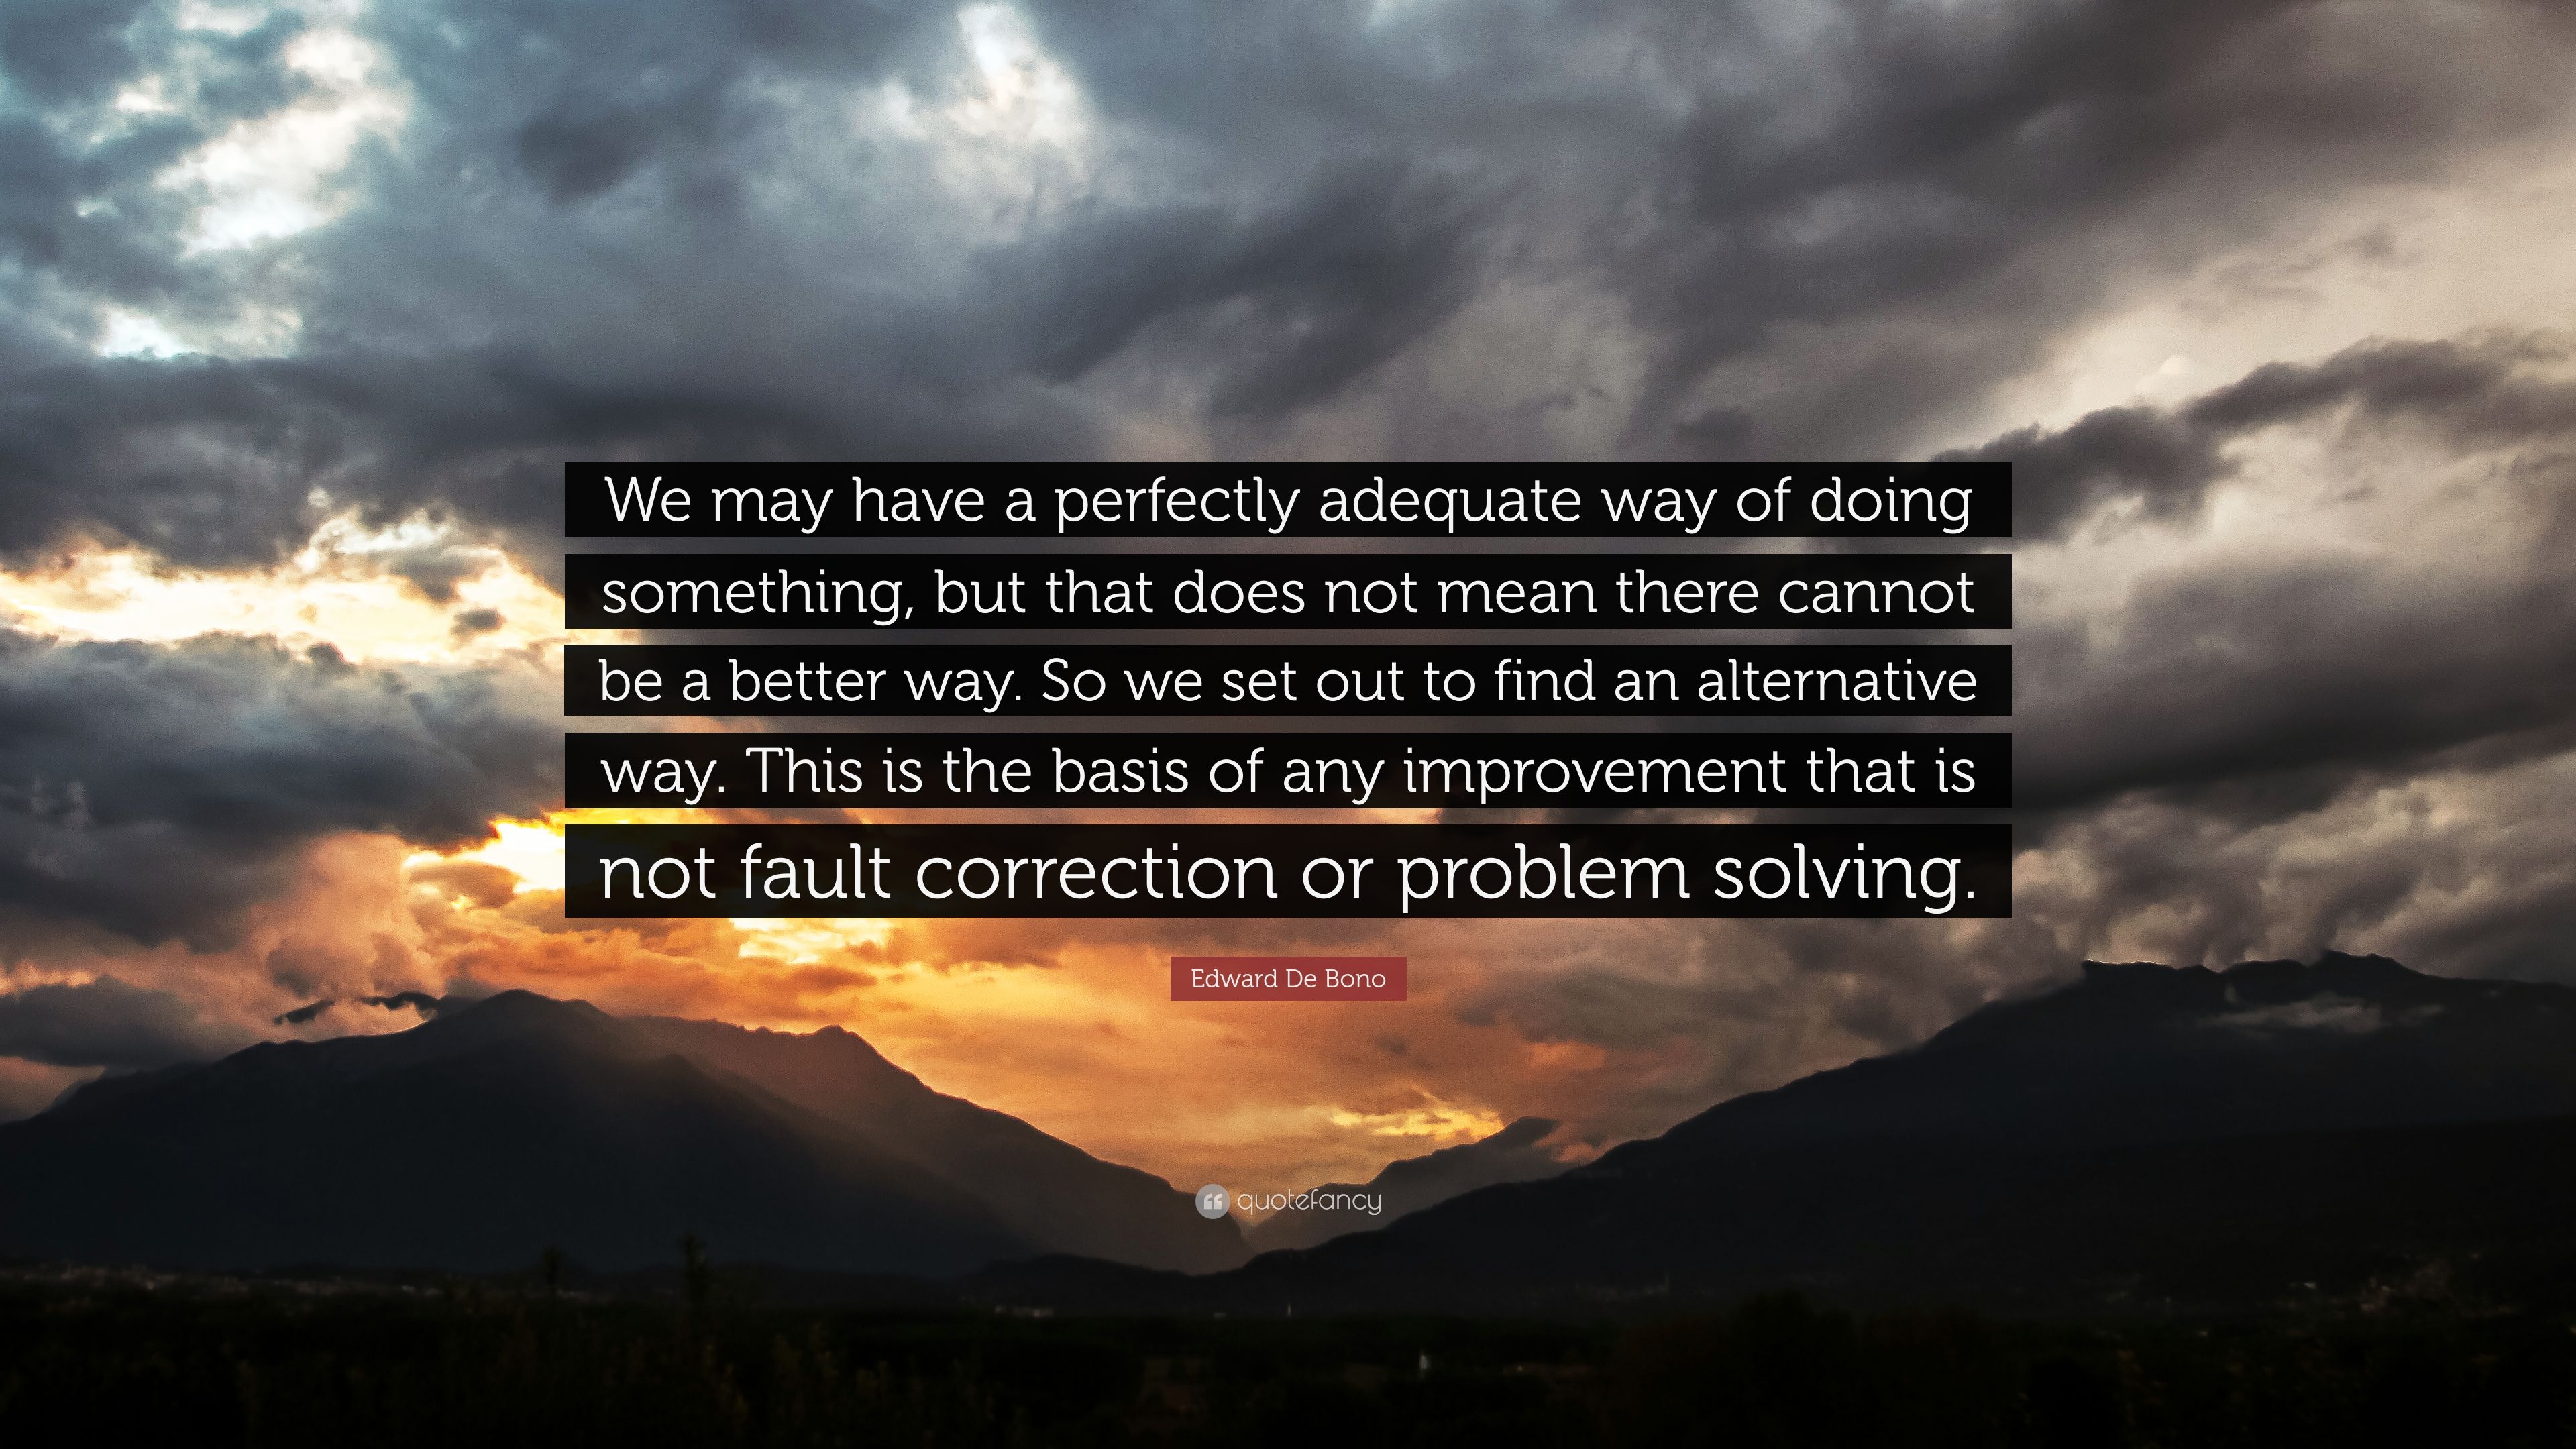 We may have a perfectly adequate way of doing
something, but that does not mean there cannot
be a better way. So we set out to find an alternative
way. This is the basis of any improvement that is
not fault correction or problem solving.
Edward De Bono
quotefancy